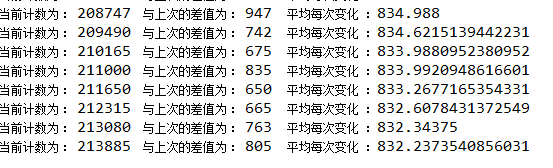 当前计数为: 208747 与上次的差值为: 947 平均每次变化 :834.988
当前计数为: 209490 与上次的差值为: 742 平均每次变化 :834.6215139442231
当前计数为: 210165 与上次的差值为: 675 平均每次变化 :833.9880952380952
当前计数为: 211000 与上次的差值为: 835 平均每次变化 :833.9920948616601
当前计数为: 211650 与上次的差值为: 650 平均每次变化 :833.2677165354331
当前计数为: 212315 与上次的差值为: 665 平均每次变化 :832.6078431372549
当前计数为: 213080 与上次的差值为: 763 平均每次变化 :832.34375
当前计数为: 213885 与上次的差值为: 805 平均每次变化 :832.2373540856031